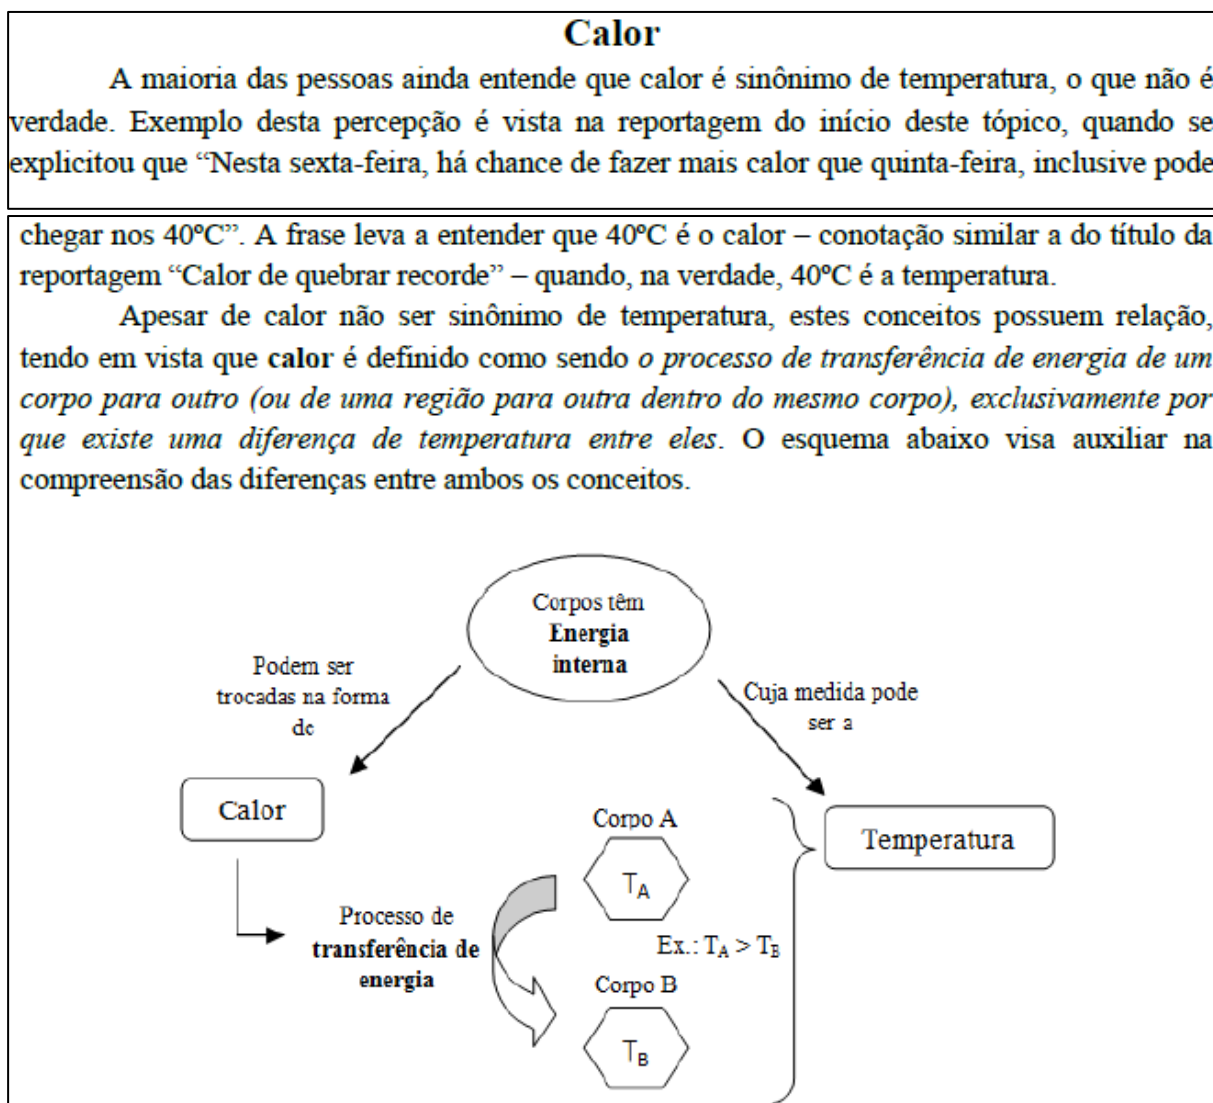 Calor
A maioria das pessoas ainda entende que calor é sinônimo de temperatura, o que não é
verdade. Exemplo desta percepção é vista na reportagem do início deste tópico, quando se
explicitou que “Nesta sexta-feira, há chance de fazer mais calor que quinta-feira, inclusive pode
chegar nos 40ºC”. A frase leva a entender que 40ºC é o calor – conotação similar a do título da
reportagem “Calor de quebrar recorde” – quando, na verdade, 40ºC é a temperatura.
Apesar de calor não ser sinônimo de temperatura, estes conceitos possuem relação,
tendo em vista que calor é definido como sendo o processo de transferência de energia de um
corpo para outro (ou de uma região para outra dentro do mesmo corpo), exclusivamente por
que existe uma diferença de temperatura entre eles. O esquema abaixo visa auxiliar na
compreensão das diferenças entre ambos os conceitos.
Corpos têm
Energia
interna
Podem ser
trocadas na forma
de
Cuja medida pode
ser a
Calor
Temperatura
Corpo A
T_A
Processo de
transferência de
energia
Ex.: T_A > T_B
Corpo B
T_B